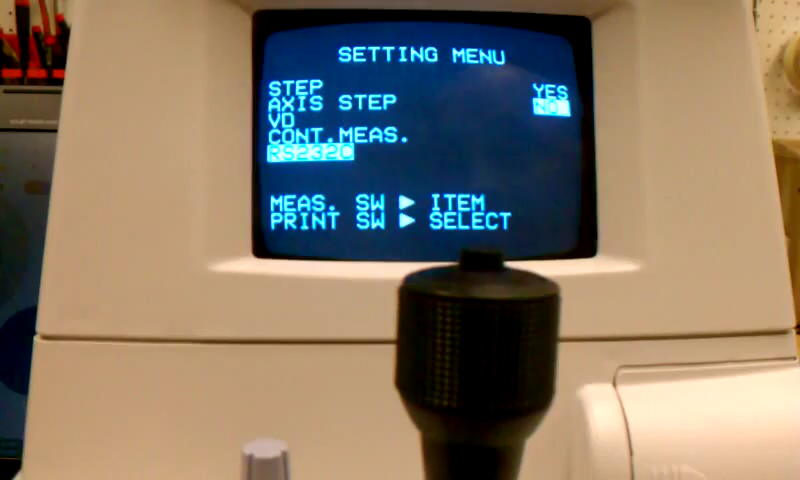 SETTING MENU
STEP YES
AXIS STEP NO
VD
CONT.MEAS.
RS232C
MEAS. SW ▶ ITEM
PRINT SW ▶ SELECT